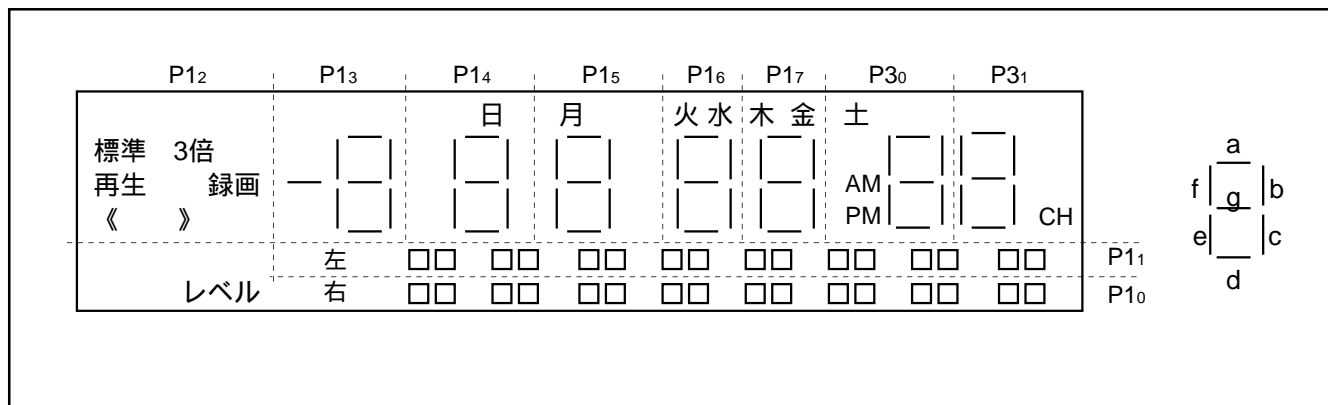 P12 P13 P14 P15 P16 P17 P30 P31
日 月 火 水 木 金 土
標準 3倍
再生 録画
AM
PM
《 》
CH
左
P11
レベル 右
P10
a
f g b
e c
d